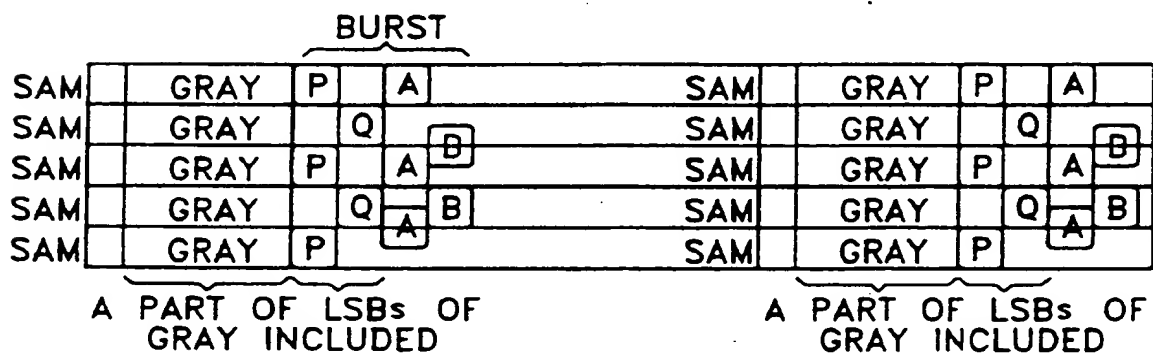 BURST
SAM GRAY P A SAM GRAY P A
SAM GRAY Q SAM GRAY Q
B B
SAM GRAY P A SAM GRAY P A
SAM GRAY Q B SAM GRAY Q B
A A
SAM GRAY P SAM GRAY P
A PART OF LSBs OF A PART OF LSBs OF
GRAY INCLUDED GRAY INCLUDED